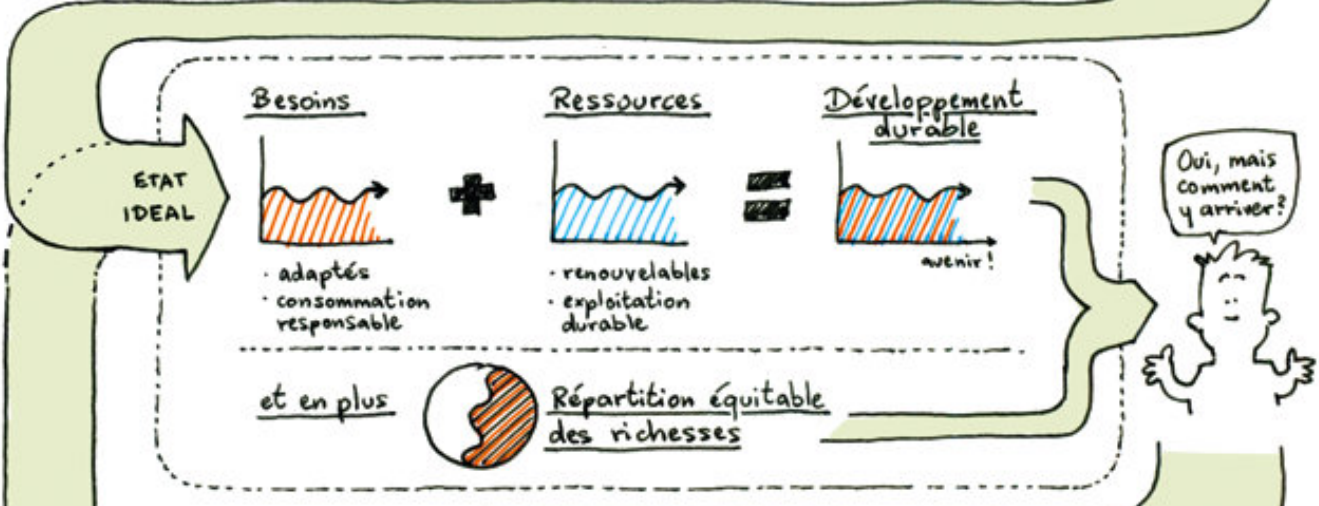 ETAT
IDEAL
Besoins
· adaptés
· consommation
responsable
Ressources
· renouvelables
· exploitation
durable
Développement
durable
avenir!
et en plus
Répartition équitable
des richesses
Oui, mais
comment
y arriver?